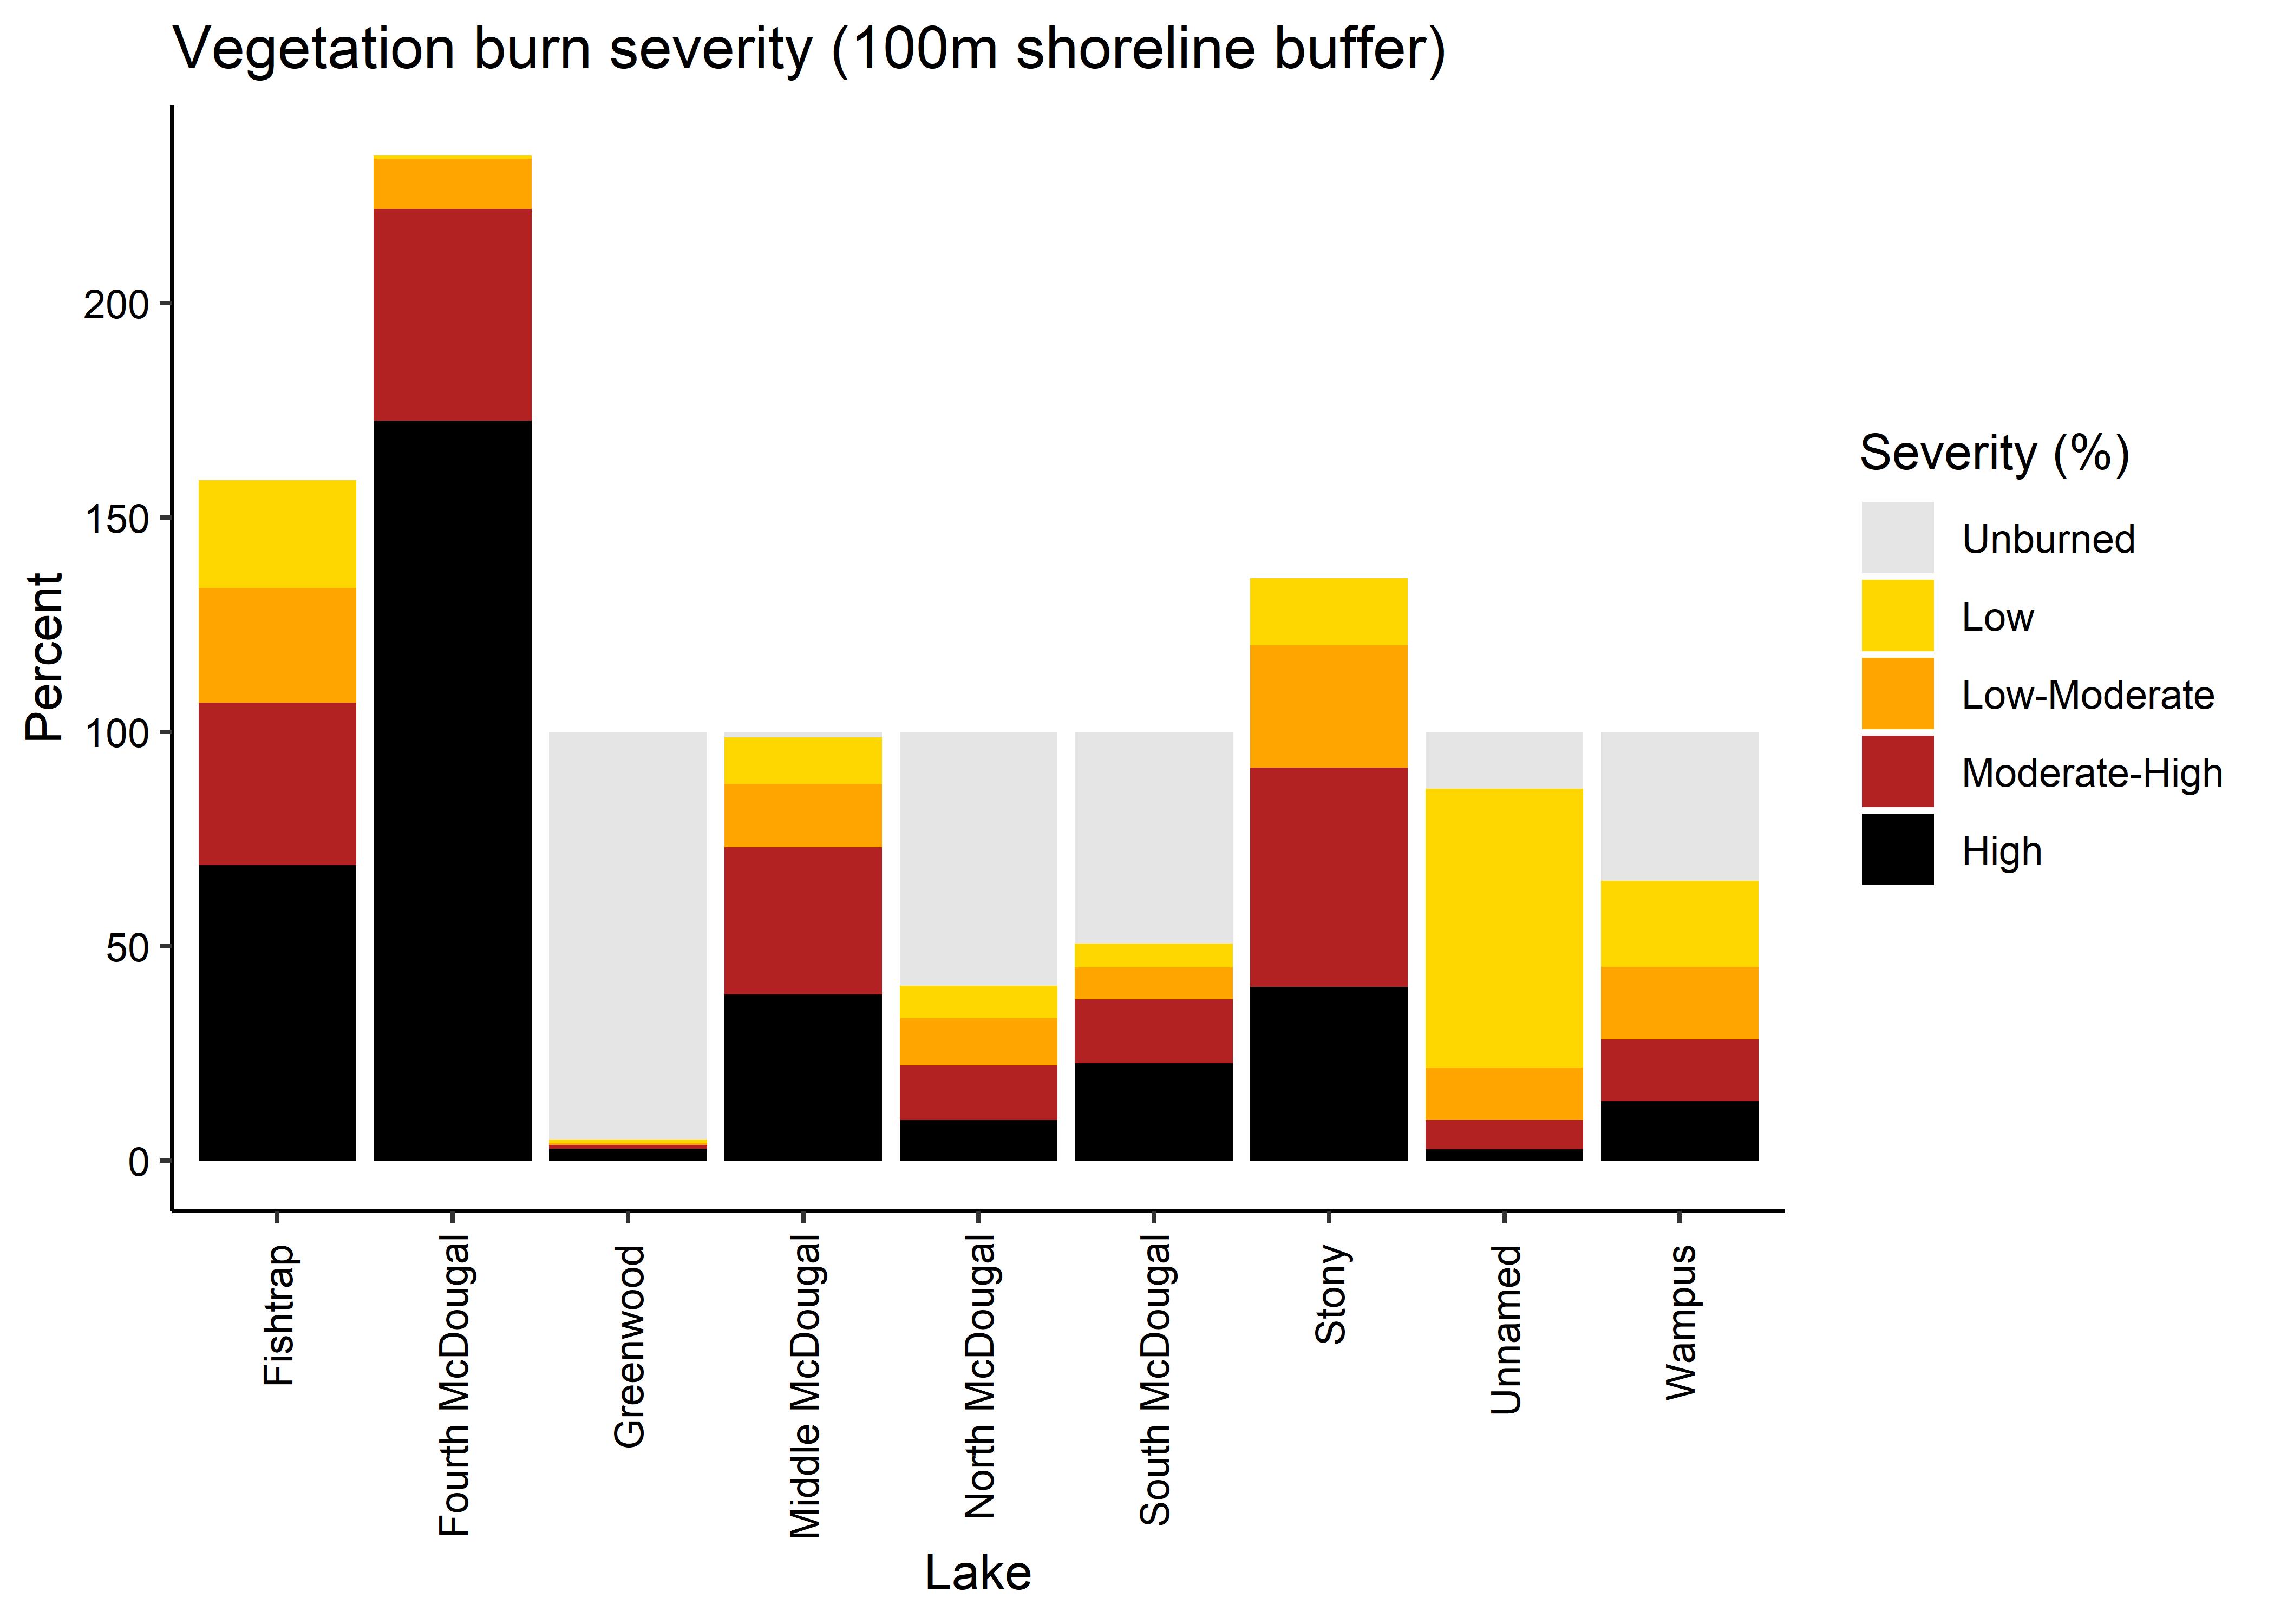 Vegetation burn severity (100m shoreline buffer)
Percent
200
150
100
50
0
Fishtrap
Fourth McDougal
Greenwood
Middle McDougal
North McDougal
South McDougal
Stony
Unnamed
Wampus
Lake
Severity (%)
Unburned
Low
Low-Moderate
Moderate-High
High